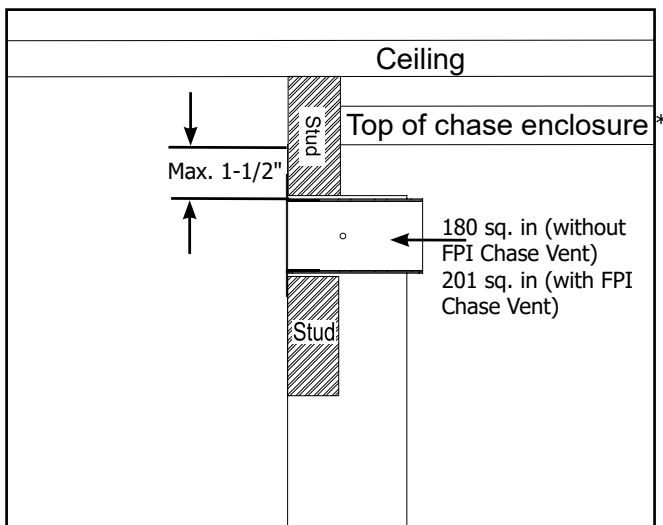 Ceiling
Stud
Top of chase enclosure *
Max. 1-1/2"
180 sq. in (without
FPI Chase Vent)
201 sq. in (with FPI
Chase Vent)
Stud